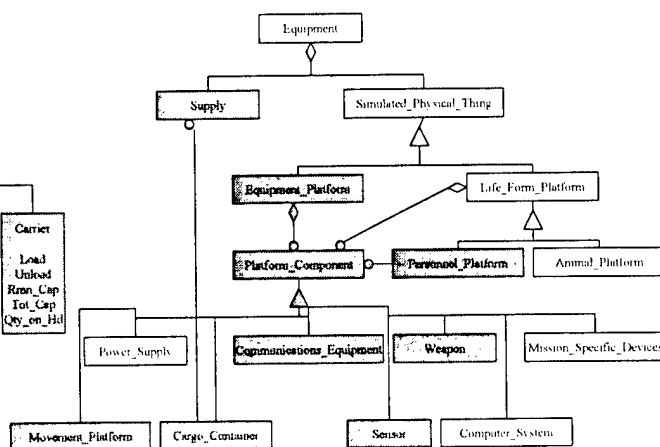 Equipment
Supply
Simulated_Physical_Thing
Equipment_Platform
Life_Form_Platform
Carrier
Load
Unload
Rmn_Cap
Tot_Cap
Qty_on_Hd
Platform_Component
Personnel_Platform
Animal_Platform
Power_Supply
Communications_Equipment
Weapon
Mission_Specific_Devices
Movement_Platform
Cargo_Container
Sensor
Computer_System